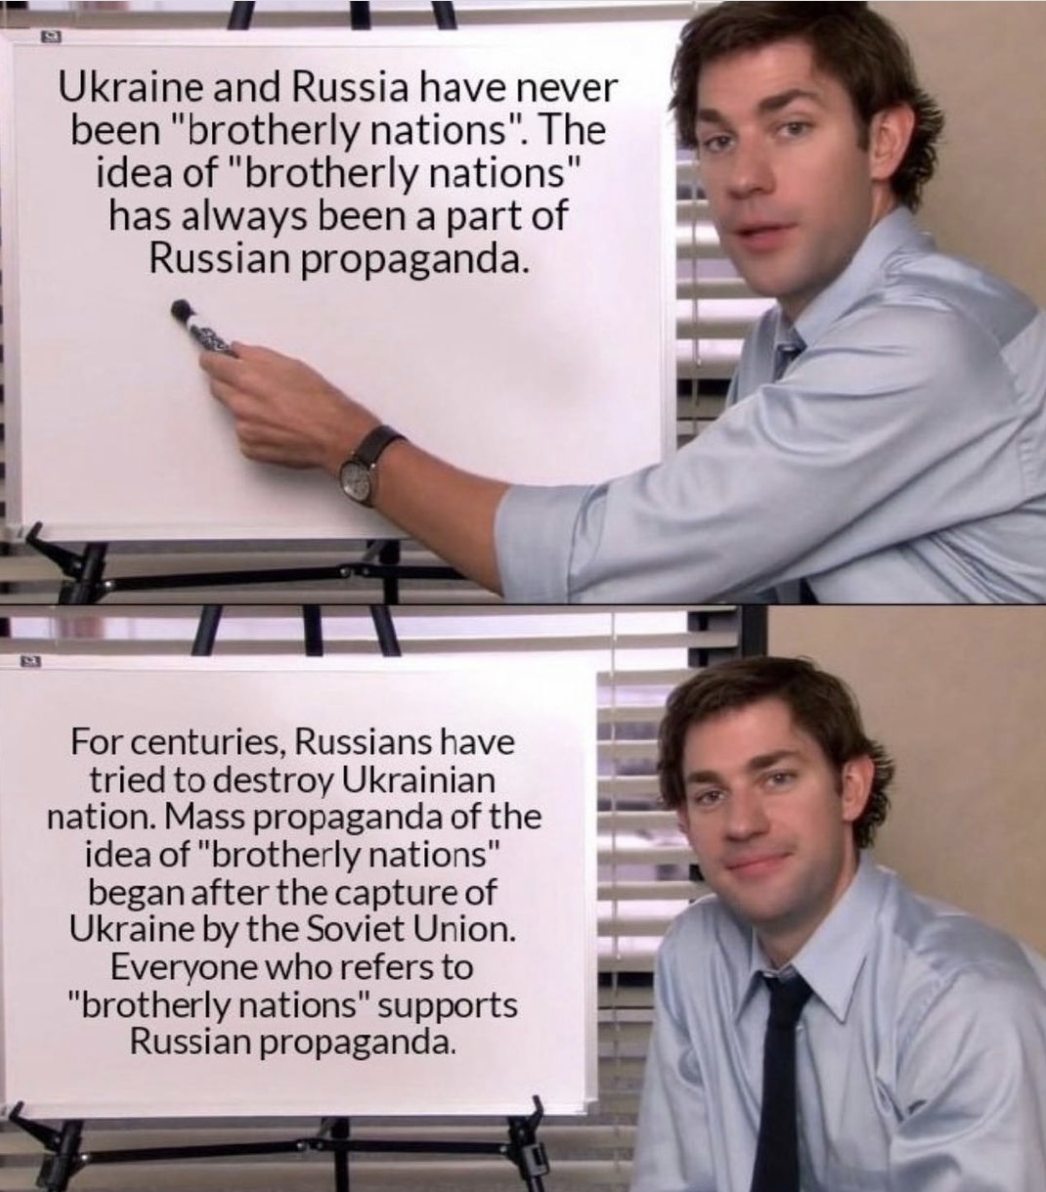 Ukraine and Russia have never
been "brotherly nations". The
idea of "brotherly nations"
has always been a part of
Russian propaganda.
For centuries, Russians have
tried to destroy Ukrainian
nation. Mass propaganda of the
idea of "brotherly nations"
began after the capture of
Ukraine by the Soviet Union.
Everyone who refers to
"brotherly nations" supports
Russian propaganda.